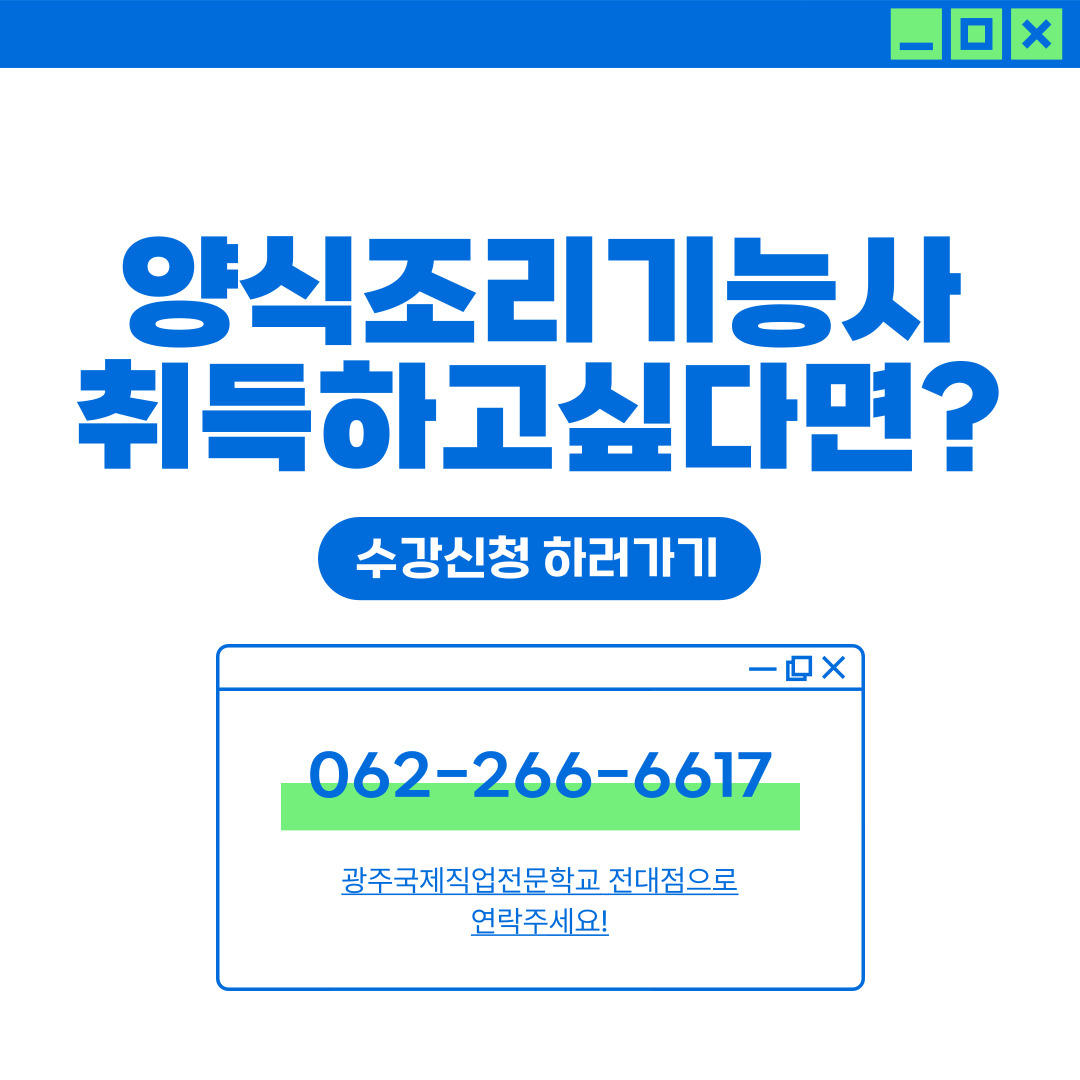 양식조리기능사
취득하고싶다면?
수강신청 하러가기
062-266-6617
광주국제직업전문학교 전대점으로
연락주세요!